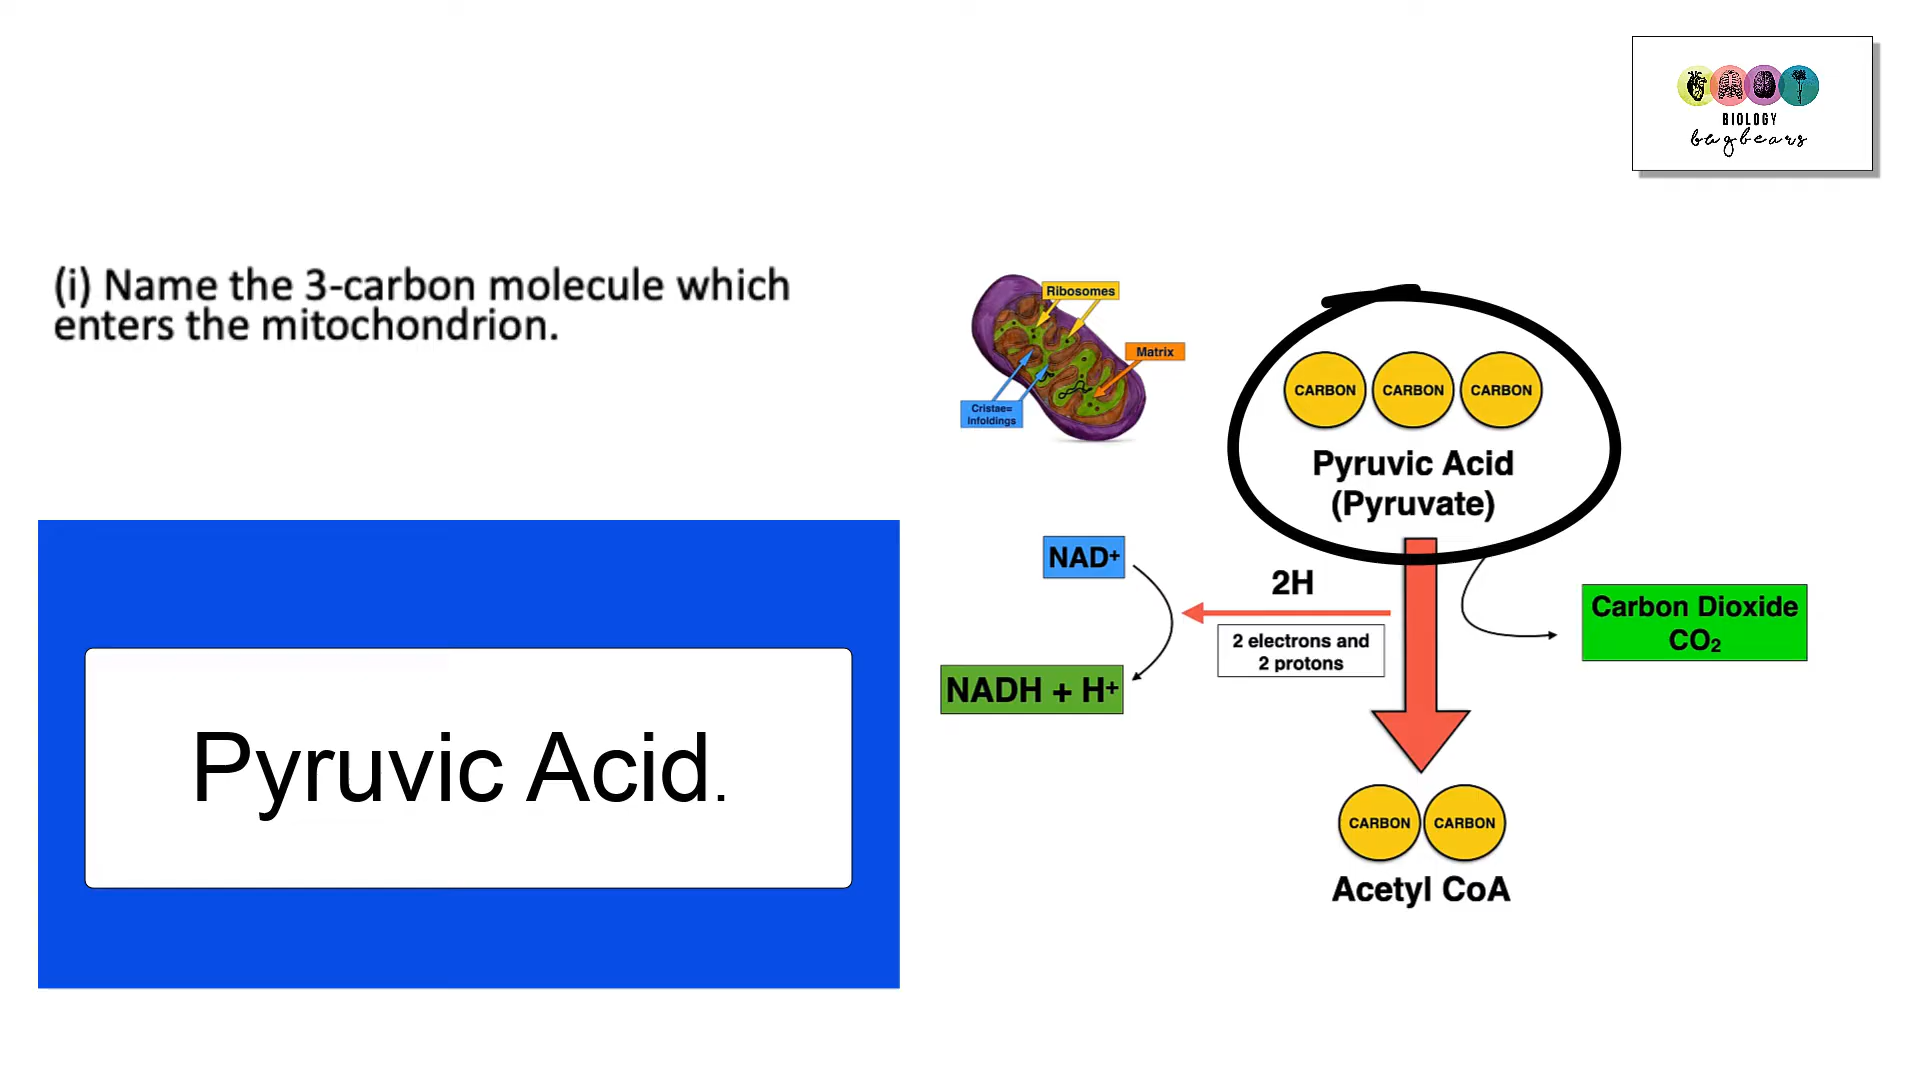 BIOLOGY
bugbears
(i) Name the 3-carbon molecule which
enters the mitochondrion.
Pyruvic Acid.
Ribosomes
Matrix
Cristae=
infoldings
CARBON CARBON CARBON
Pyruvic Acid
(Pyruvate)
NAD+
2H
2 electrons and
2 protons
NADH + H+
Carbon Dioxide
CO₂
CARBON CARBON
Acetyl CoA